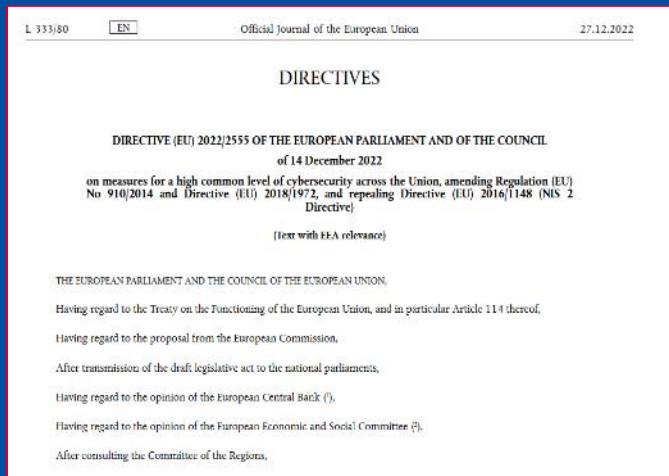 L 333/80 EN Official Journal of the European Union 27.12.2022
DIRECTIVES
DIRECTIVE (EU) 2022/2555 OF THE EUROPEAN PARLIAMENT AND OF THE COUNCIL
of 14 December 2022
on measures for a high common level of cybersecurity across the Union, amending Regulation (EU)
No 910/2014 and Directive (EU) 2018/1972, and repealing Directive (EU) 2016/1148 (NIS 2
Directive)
(Text with EEA relevance)
THE EUROPEAN PARLIAMENT AND THE COUNCIL OF THE EUROPEAN UNION,
Having regard to the Treaty on the Functioning of the European Union, and in particular Article 114 thereof,
Having regard to the proposal from the European Commission,
After transmission of the draft legislative act to the national parliaments,
Having regard to the opinion of the European Central Bank (¹),
Having regard to the opinion of the European Economic and Social Committee (²),
After consulting the Committee of the Regions,